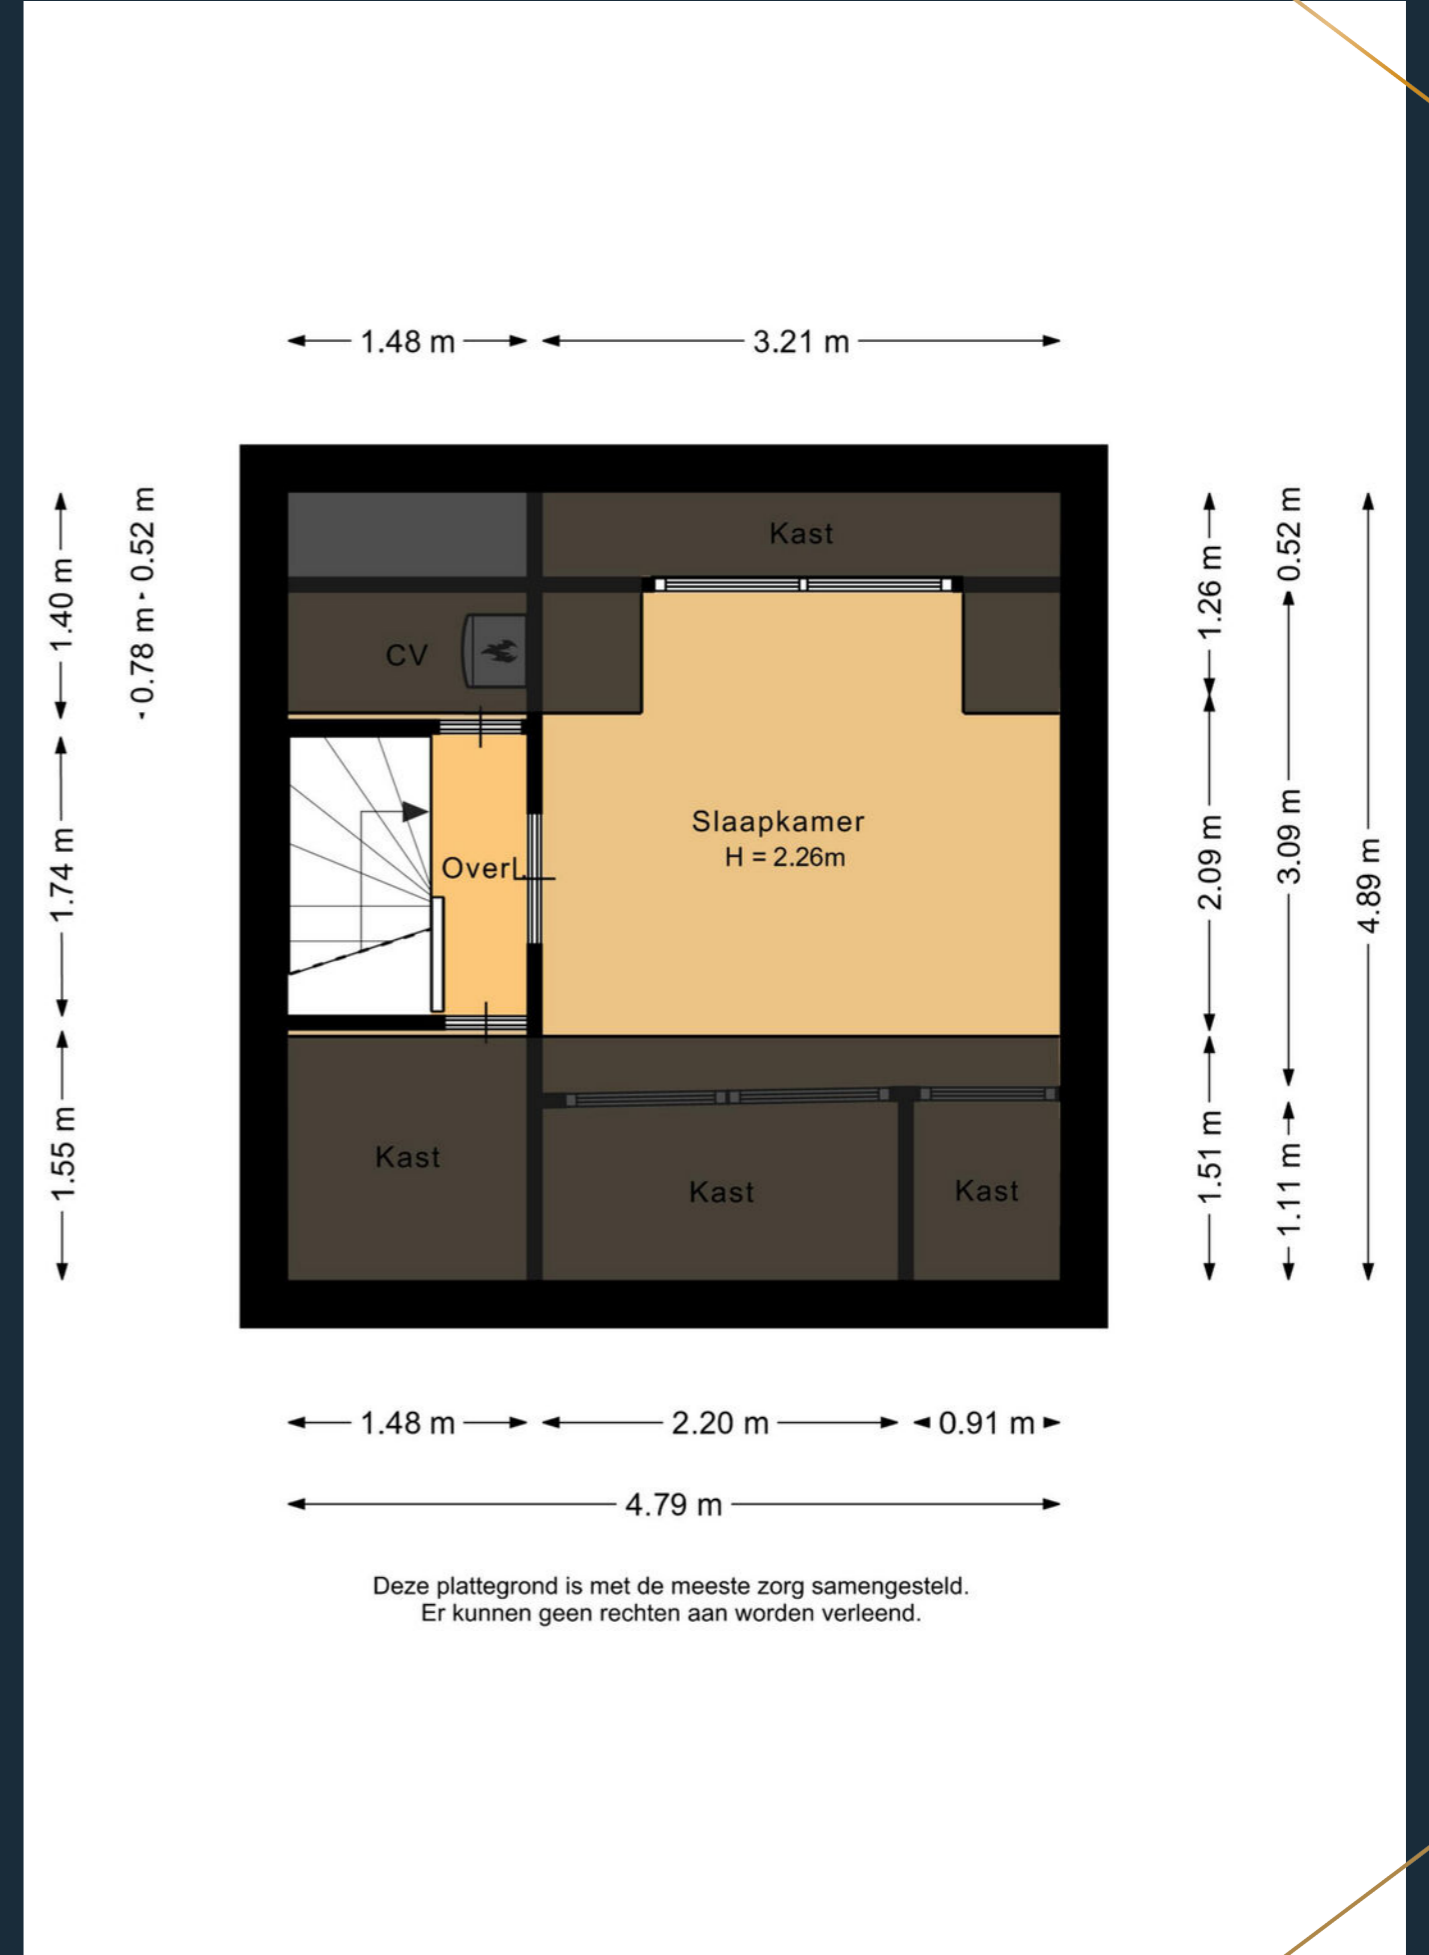 1.48 m
3.21 m
1.40 m
0.78 m
0.52 m
1.74 m
1.55 m
Kast
CV
Overl.
Slaapkamer
H = 2.26m
Kast
Kast
Kast
1.26 m
2.09 m
1.51 m
0.52 m
3.09 m
1.11 m
4.89 m
1.48 m
2.20 m
0.91 m
4.79 m
Deze plattegrond is met de meeste zorg samengesteld.
Er kunnen geen rechten aan worden verleend.